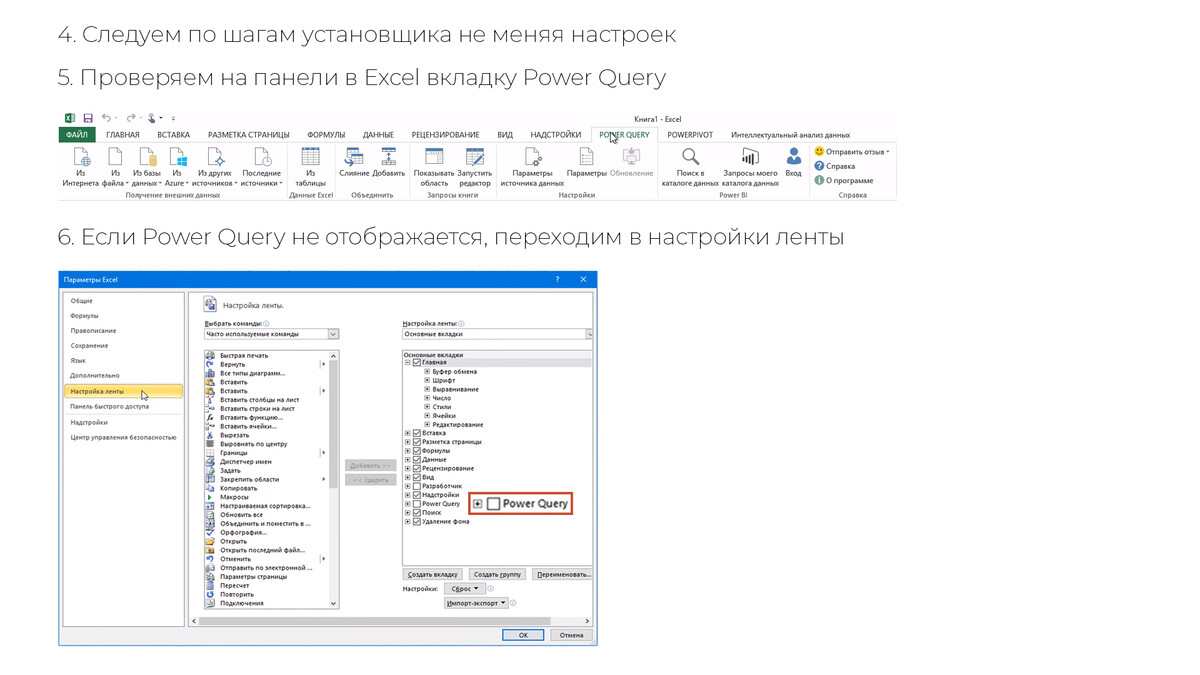 4. Следуем по шагам установщика не меняя настроек
5. Проверяем на панели в Excel вкладку Power Query
Книга1 - Excel
ФАЙЛ ГЛАВНАЯ ВСТАВКА РАЗМЕТКА СТРАНИЦЫ ФОРМУЛЫ ДАННЫЕ РЕЦЕНЗИРОВАНИЕ ВИД НАДСТРОЙКИ POWER QUERY POWERPIVOT Интеллектуальный анализ данных
Из Интернета
Из файла
Из базы данных
Из Azure
Из других источников
Последние источники
Из таблицы
Слияние
Добавить
Показывать область
Запустить редактор
Параметры источника данных
Параметры
Обновление
Поиск в каталоге данных
Запросы моего каталога данных
Вход
Отправить отзыв
Справка
О программе
Получение внешних данных
Данные Excel
Объединить
Запросы книги
Настройки
Power BI
Справка
6. Если Power Query не отображается, переходим в настройки ленты
Параметры Excel
? ×
Общие
Формулы
Правописание
Сохранение
Язык
Дополнительно
Настройка ленты
Панель быстрого доступа
Надстройки
Центр управления безопасностью
Настройка ленты.
Выбрать команды:
Часто используемые команды
Быстрая печать
Вернуть
Все типы диаграмм...
Вставить
Вставить
Вставить столбцы на лист
Вставить строки на лист
Вставить функцию...
Вставить ячейки...
Вырезать
Выровнять по центру
Границы
Диспетчер имен
Задать
Закрепить области
Копировать
Макросы
Настраиваемая сортировка...
Обновить все
Объединить и поместить в ...
Орфография...
Открыть
Открыть последний файл...
Отменить
Отправить по электронной ...
Параметры страницы
Пересчет
Повторить
Подключения
Добавить >>
<< Удалить
Настройка ленты:
Основные вкладки
Основные вкладки
Главная
Буфер обмена
Шрифт
Выравнивание
Число
Стили
Ячейки
Редактирование
Вставка
Разметка страницы
Формулы
Данные
Рецензирование
Вид
Разработчик
Надстройки
Power Query
Power Query
Поиск
Удаление фона
Создать вкладку Создать группу Переименовать...
Настройки: Сброс
Импорт-экспорт
ОК Отмена